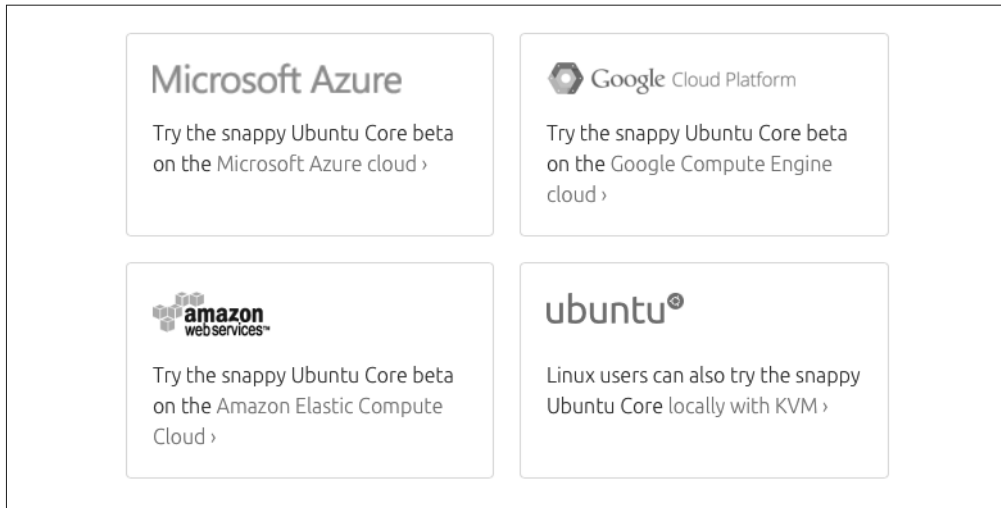 Microsoft Azure
Try the snappy Ubuntu Core beta
on the Microsoft Azure cloud ›
Google Cloud Platform
Try the snappy Ubuntu Core beta
on the Google Compute Engine
cloud ›
amazon
web services™
Try the snappy Ubuntu Core beta
on the Amazon Elastic Compute
Cloud ›
ubuntu
Linux users can also try the snappy
Ubuntu Core locally with KVM ›